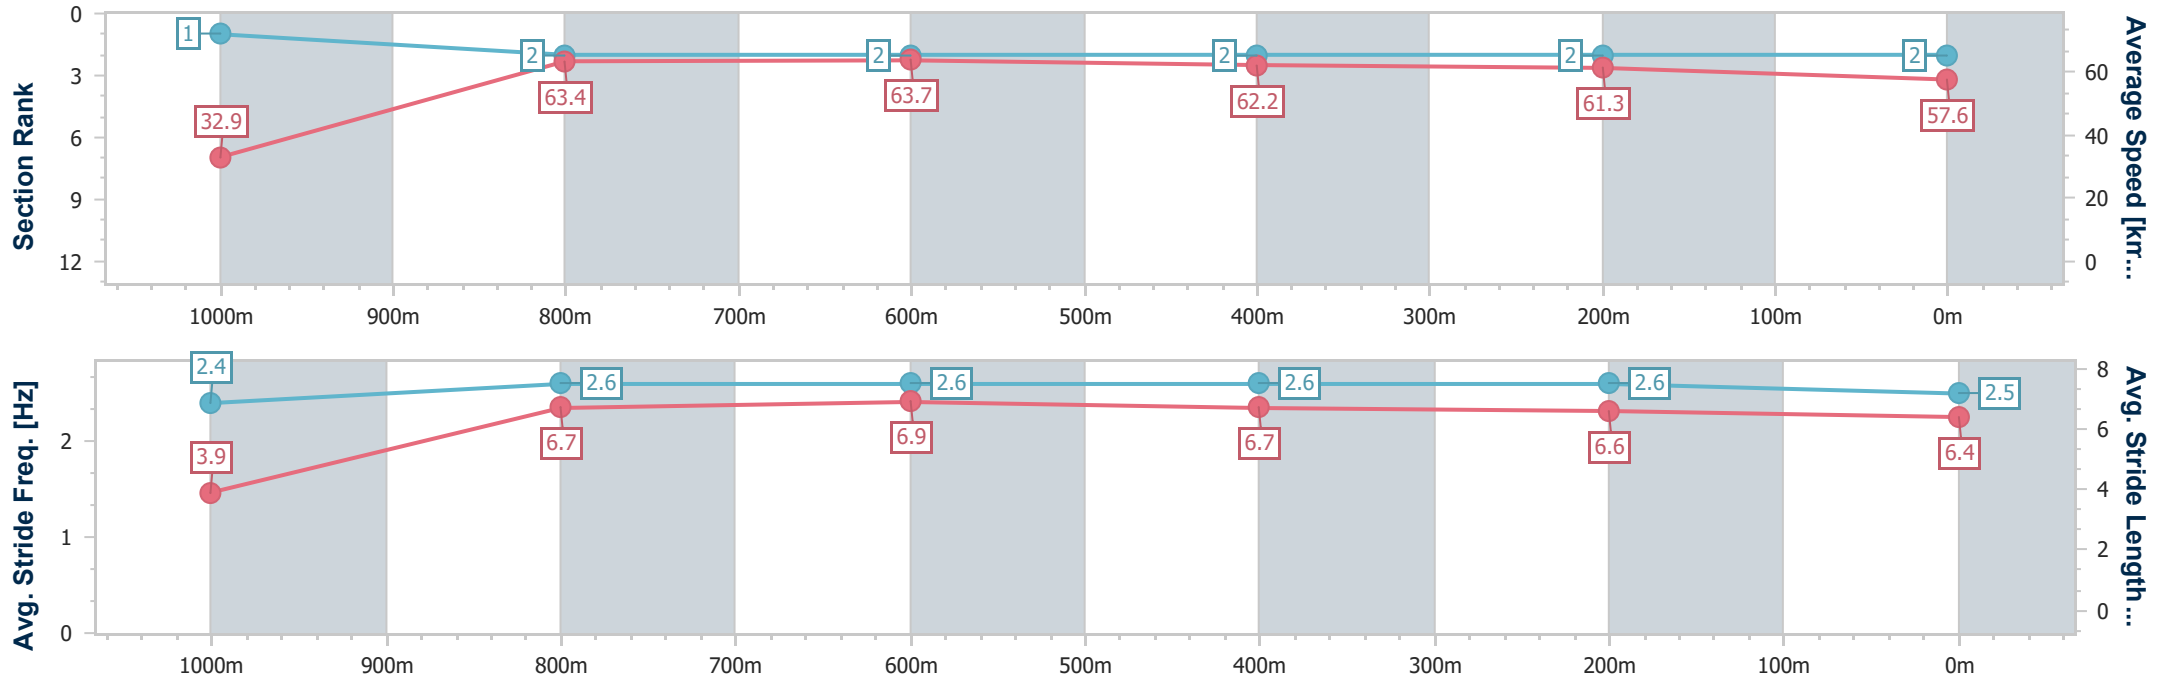 Section Rank
0
3
6
9
12
1
2
2
2
2
2
32.9
63.4
63.7
62.2
61.3
57.6
60
40
20
0
Average Speed [km...
1000m
900m
800m
700m
600m
500m
400m
300m
200m
100m
0m
Avg. Stride Freq. [Hz]
2
1
0
2.4
2.6
2.6
2.6
2.6
2.5
3.9
6.7
6.9
6.7
6.6
6.4
8
6
4
2
0
Avg. Stride Length ...
1000m
900m
800m
700m
600m
500m
400m
300m
200m
100m
0m